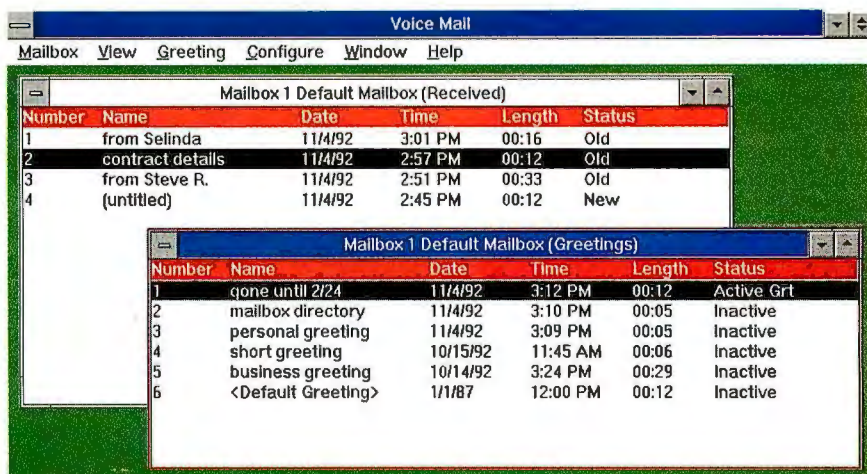 Voice Mail
Mailbox View Greeting Configure Window Help
Mailbox 1 Default Mailbox (Received)
Number Name Date Time Length Status
1 from Selinda 11/4/92 3:01 PM 00:16 Old
2 contract details 11/4/92 2:57 PM 00:12 Old
3 from Steve R. 11/4/92 2:51 PM 00:33 Old
4 (untitled) 11/4/92 2:45 PM 00:12 New
Mailbox 1 Default Mailbox (Greetings)
Number Name Date Time Length Status
1 gone until 2/24 11/4/92 3:12 PM 00:12 Active Grt
2 mailbox directory 11/4/92 3:10 PM 00:05 Inactive
3 personal greeting 11/4/92 3:09 PM 00:05 Inactive
4 short greeting 10/15/92 11:45 AM 00:06 Inactive
5 business greeting 10/14/92 3:24 PM 00:29 Inactive
6 <Default Greeting> 1/1/87 12:00 PM 00:12 Inactive